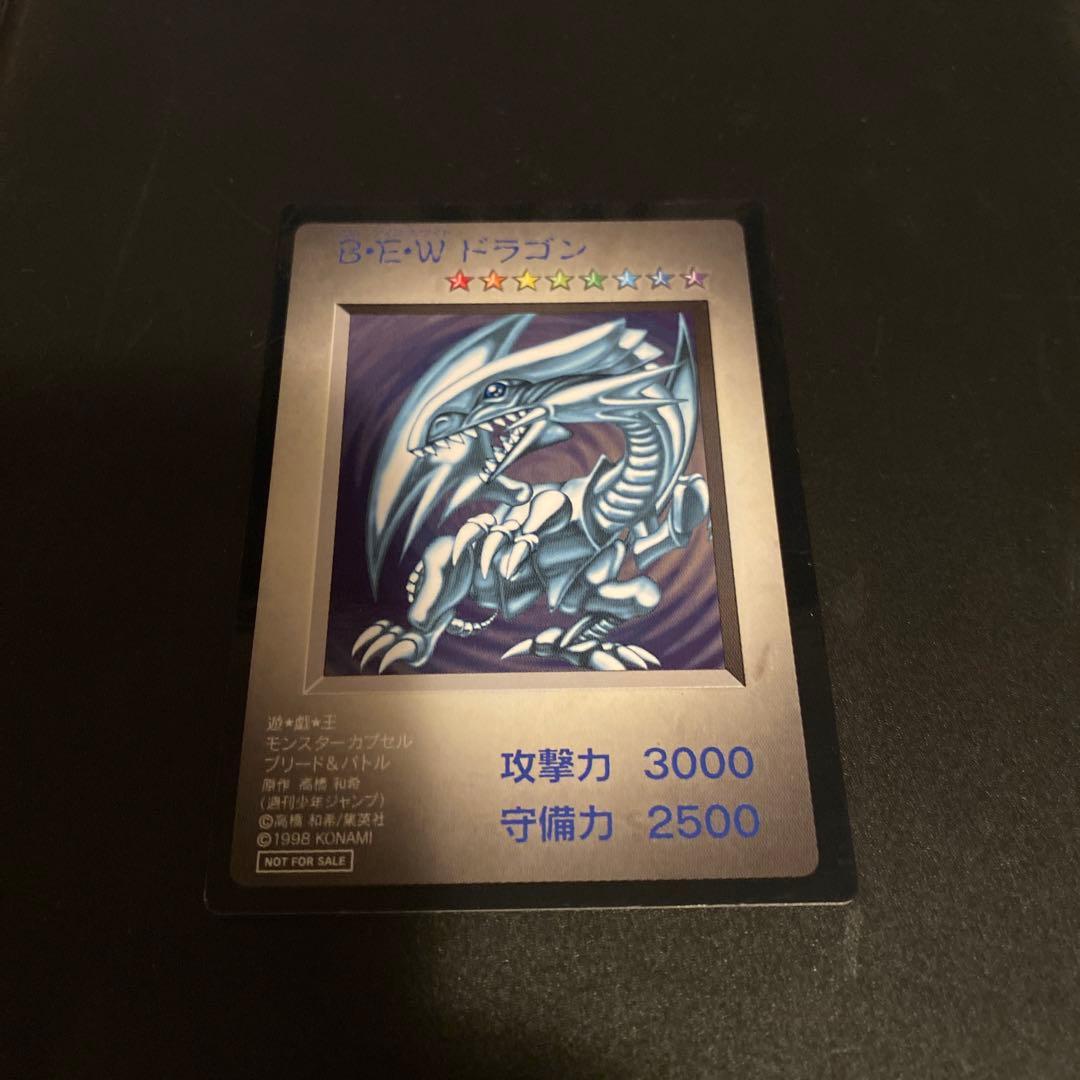 B・E・W ドラゴン
遊★戯★王
モンスターカプセル
ブリード&バトル
原作 高橋 和希
(週刊少年ジャンプ)
©高橋 和希/集英社
©1998 KONAMI
NOT FOR SALE
攻撃力 3000
守備力 2500